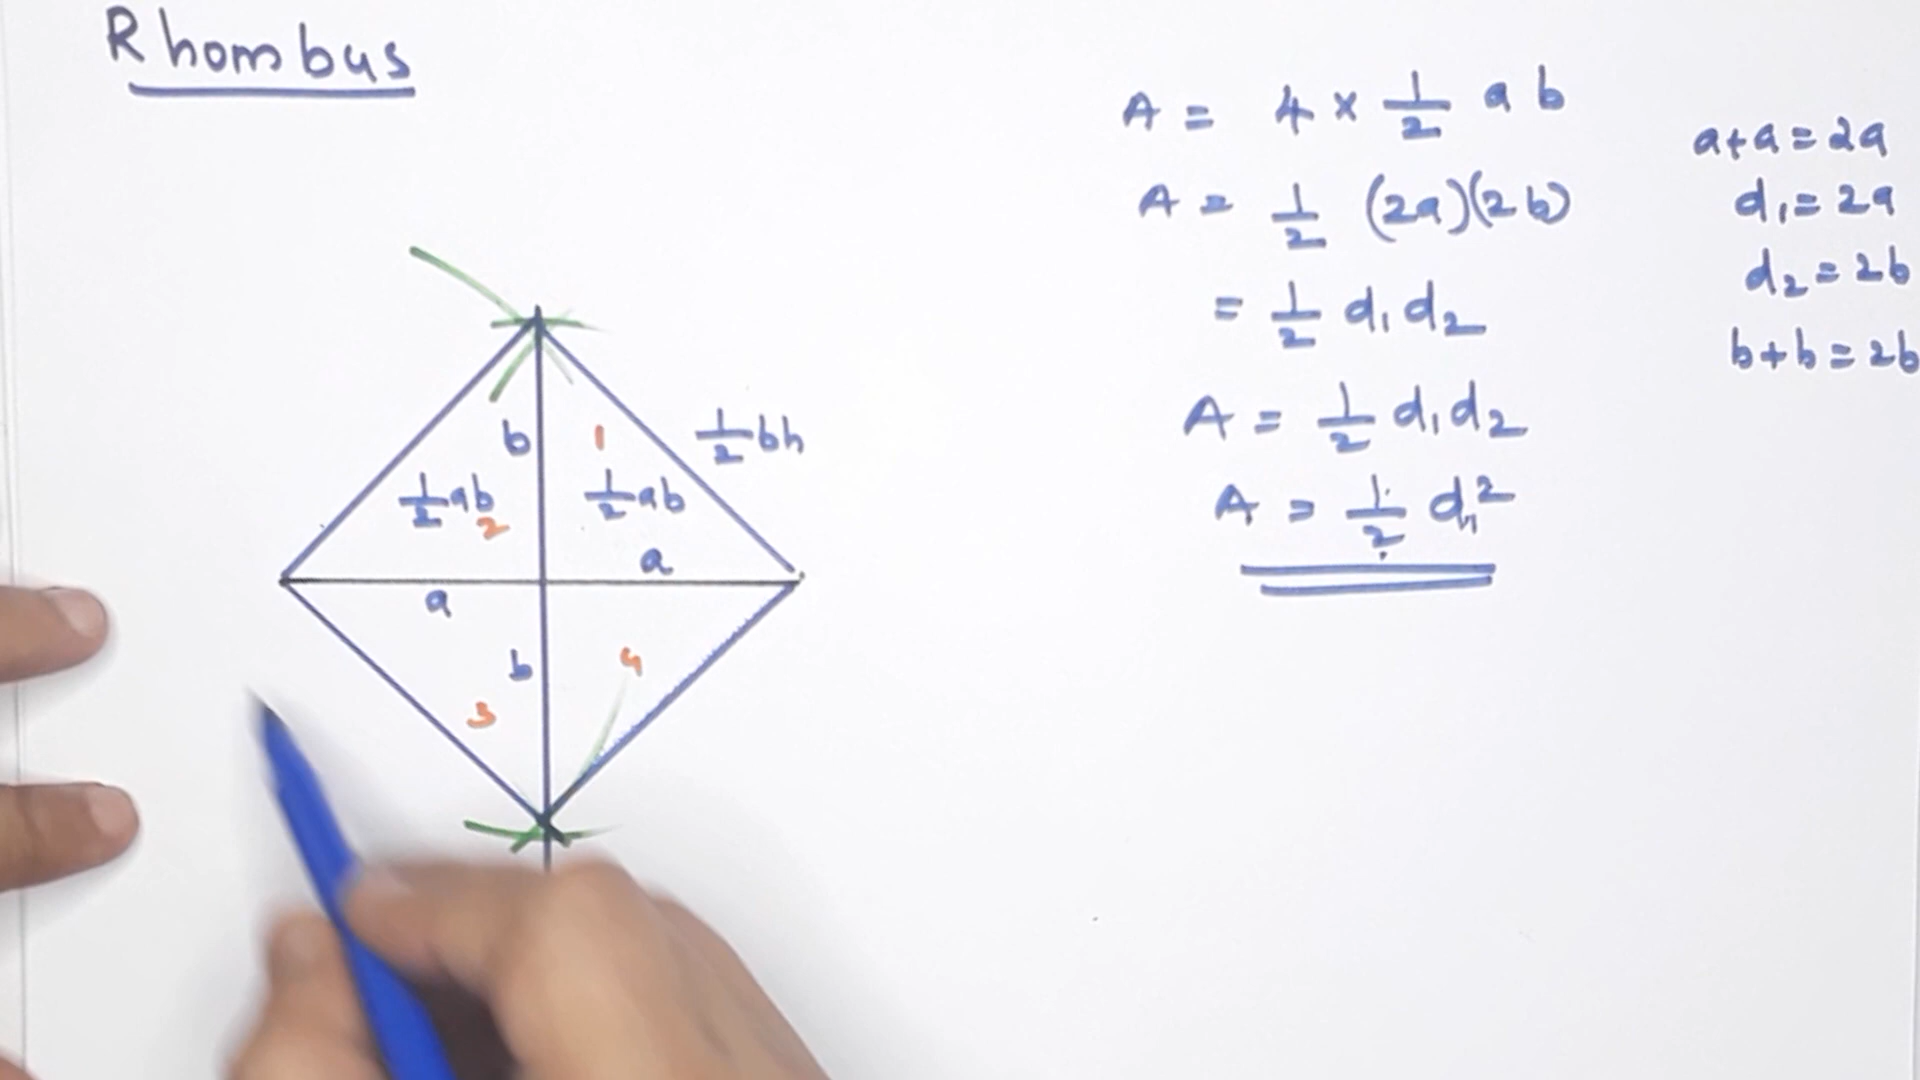 Rhombus
A = 4 × 1/2 a b
a+a = 2a
A = 1/2 (2a)(2b)
d₁ = 2a
d₂ = 2b
= 1/2 d₁ d₂
b+b = 2b
A = 1/2 d₁ d₂
A = 1/2 d₁²
b 1 1/2 bh
1/2 ab 1/2 ab
2
a
a
b 4
3